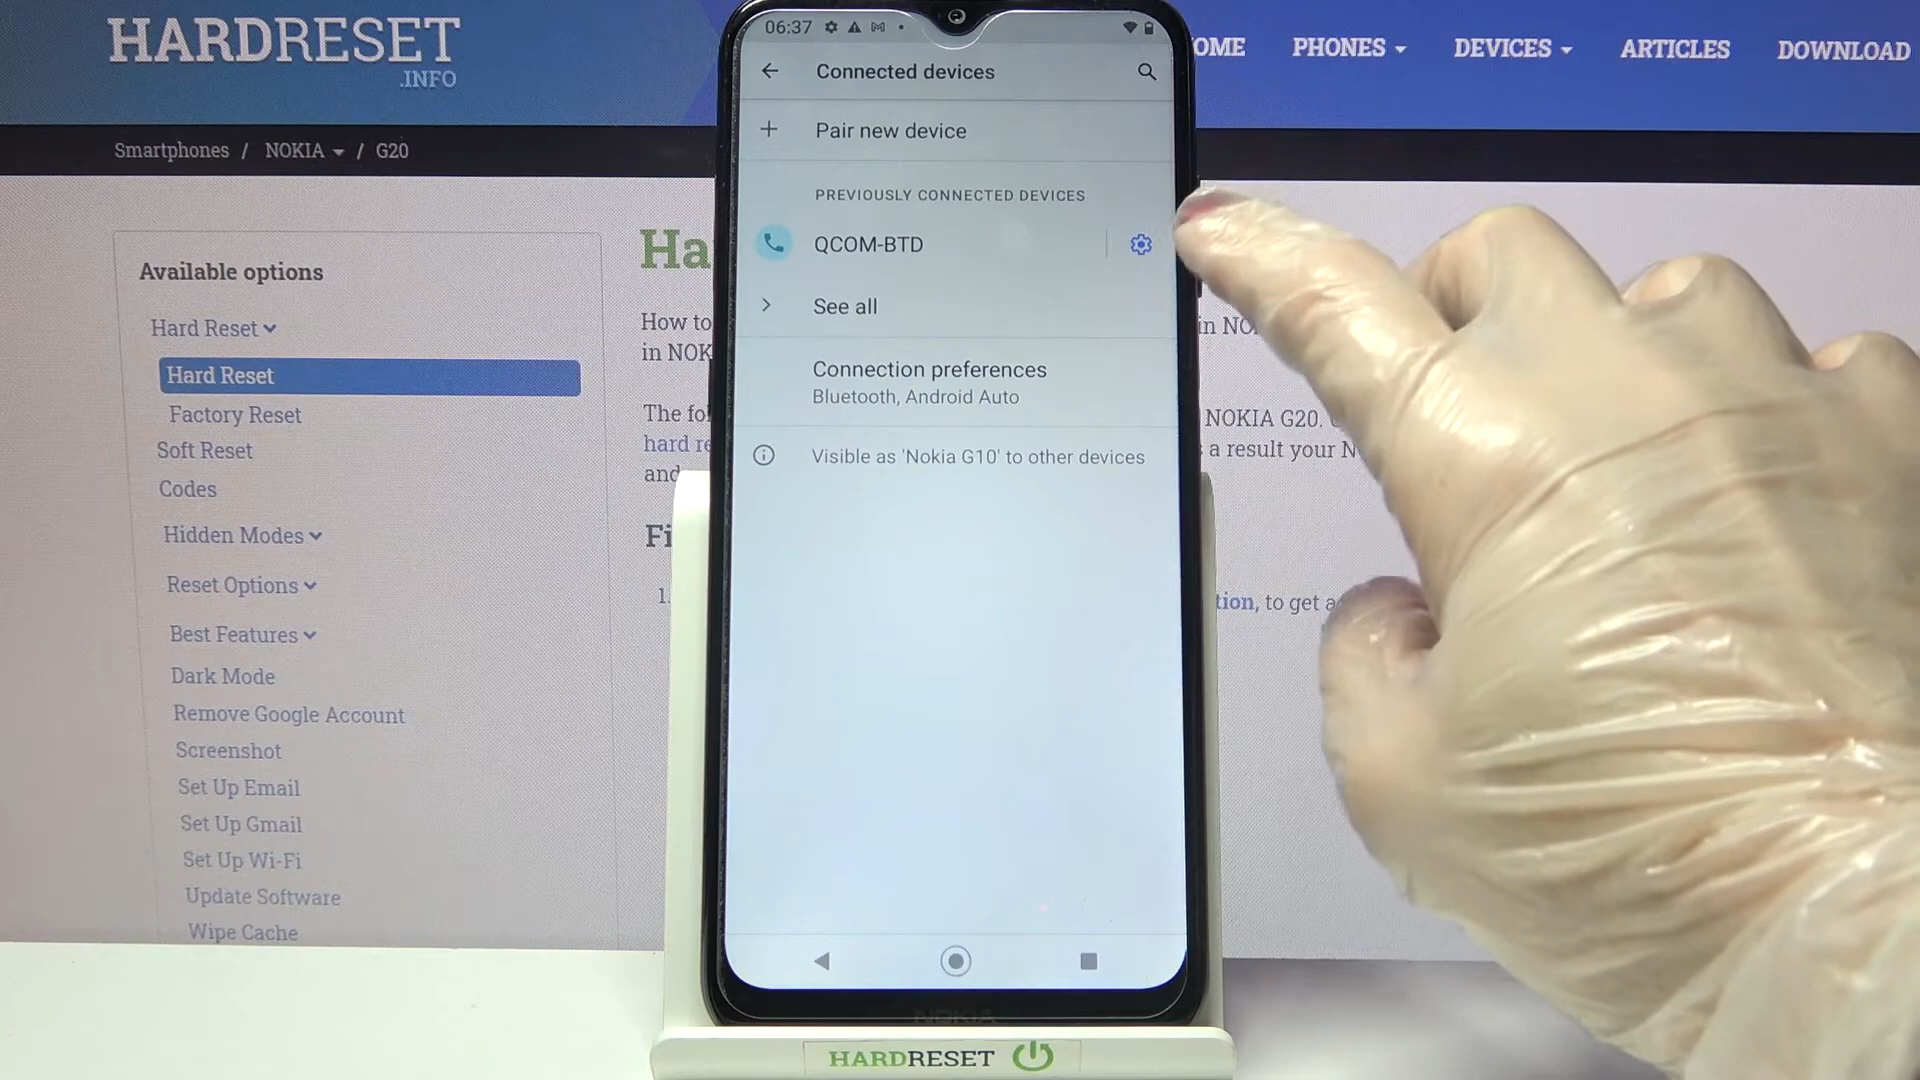 HARDRESET
.INFO
OME PHONES DEVICES ARTICLES DOWNLOAD
Smartphones / NOKIA / G20
Available options
Hard Reset
Hard Reset
Factory Reset
Soft Reset
Codes
Hidden Modes
Reset Options
Best Features
Dark Mode
Remove Google Account
Screenshot
Set Up Email
Set Up Gmail
Set Up Wi-Fi
Update Software
Wipe Cache
Ha
How to
in NOK
The fo
hard re
and
Fi
1.
in NO
NOKIA G20.
s a result your N
tion, to get a
06:37
Connected devices
Pair new device
PREVIOUSLY CONNECTED DEVICES
QCOM-BTD
See all
Connection preferences
Bluetooth, Android Auto
Visible as 'Nokia G10' to other devices
NOKIA
HARDRESET